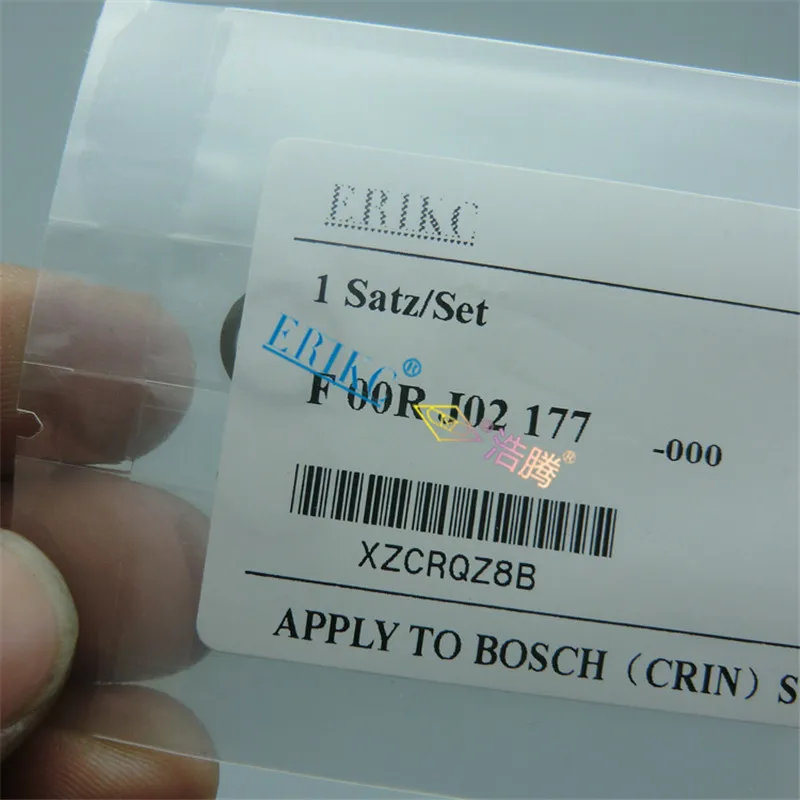 ERIKC
1 Satz/Set
ERIKC®
F 00R J02 177 -000
浩腾®
XZCRQZ8B
APPLY TO BOSCH（CRIN）S